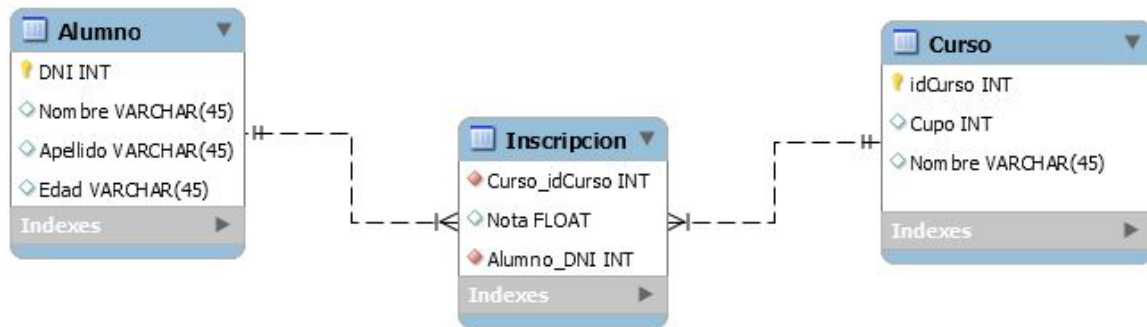 Alumno
DNI INT
Nombre VARCHAR(45)
Apellido VARCHAR(45)
Edad VARCHAR(45)
Indexes
Inscripcion
Curso_idCurso INT
Nota FLOAT
Alumno_DNI INT
Indexes
Curso
idCurso INT
Cupo INT
Nombre VARCHAR(45)
Indexes